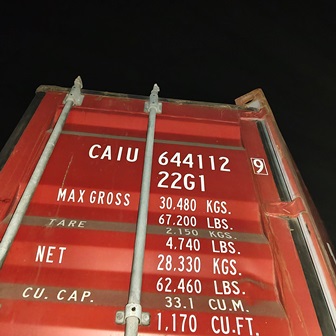 CAIU 644112 9
22G1
MAX GROSS 30.480 KGS.
67.200 LBS.
TARE 2.150 KGS.
4.740 LBS.
NET 28.330 KGS.
62.460 LBS.
CU. CAP. 33.1 CU.M.
1,170 CU.FT.